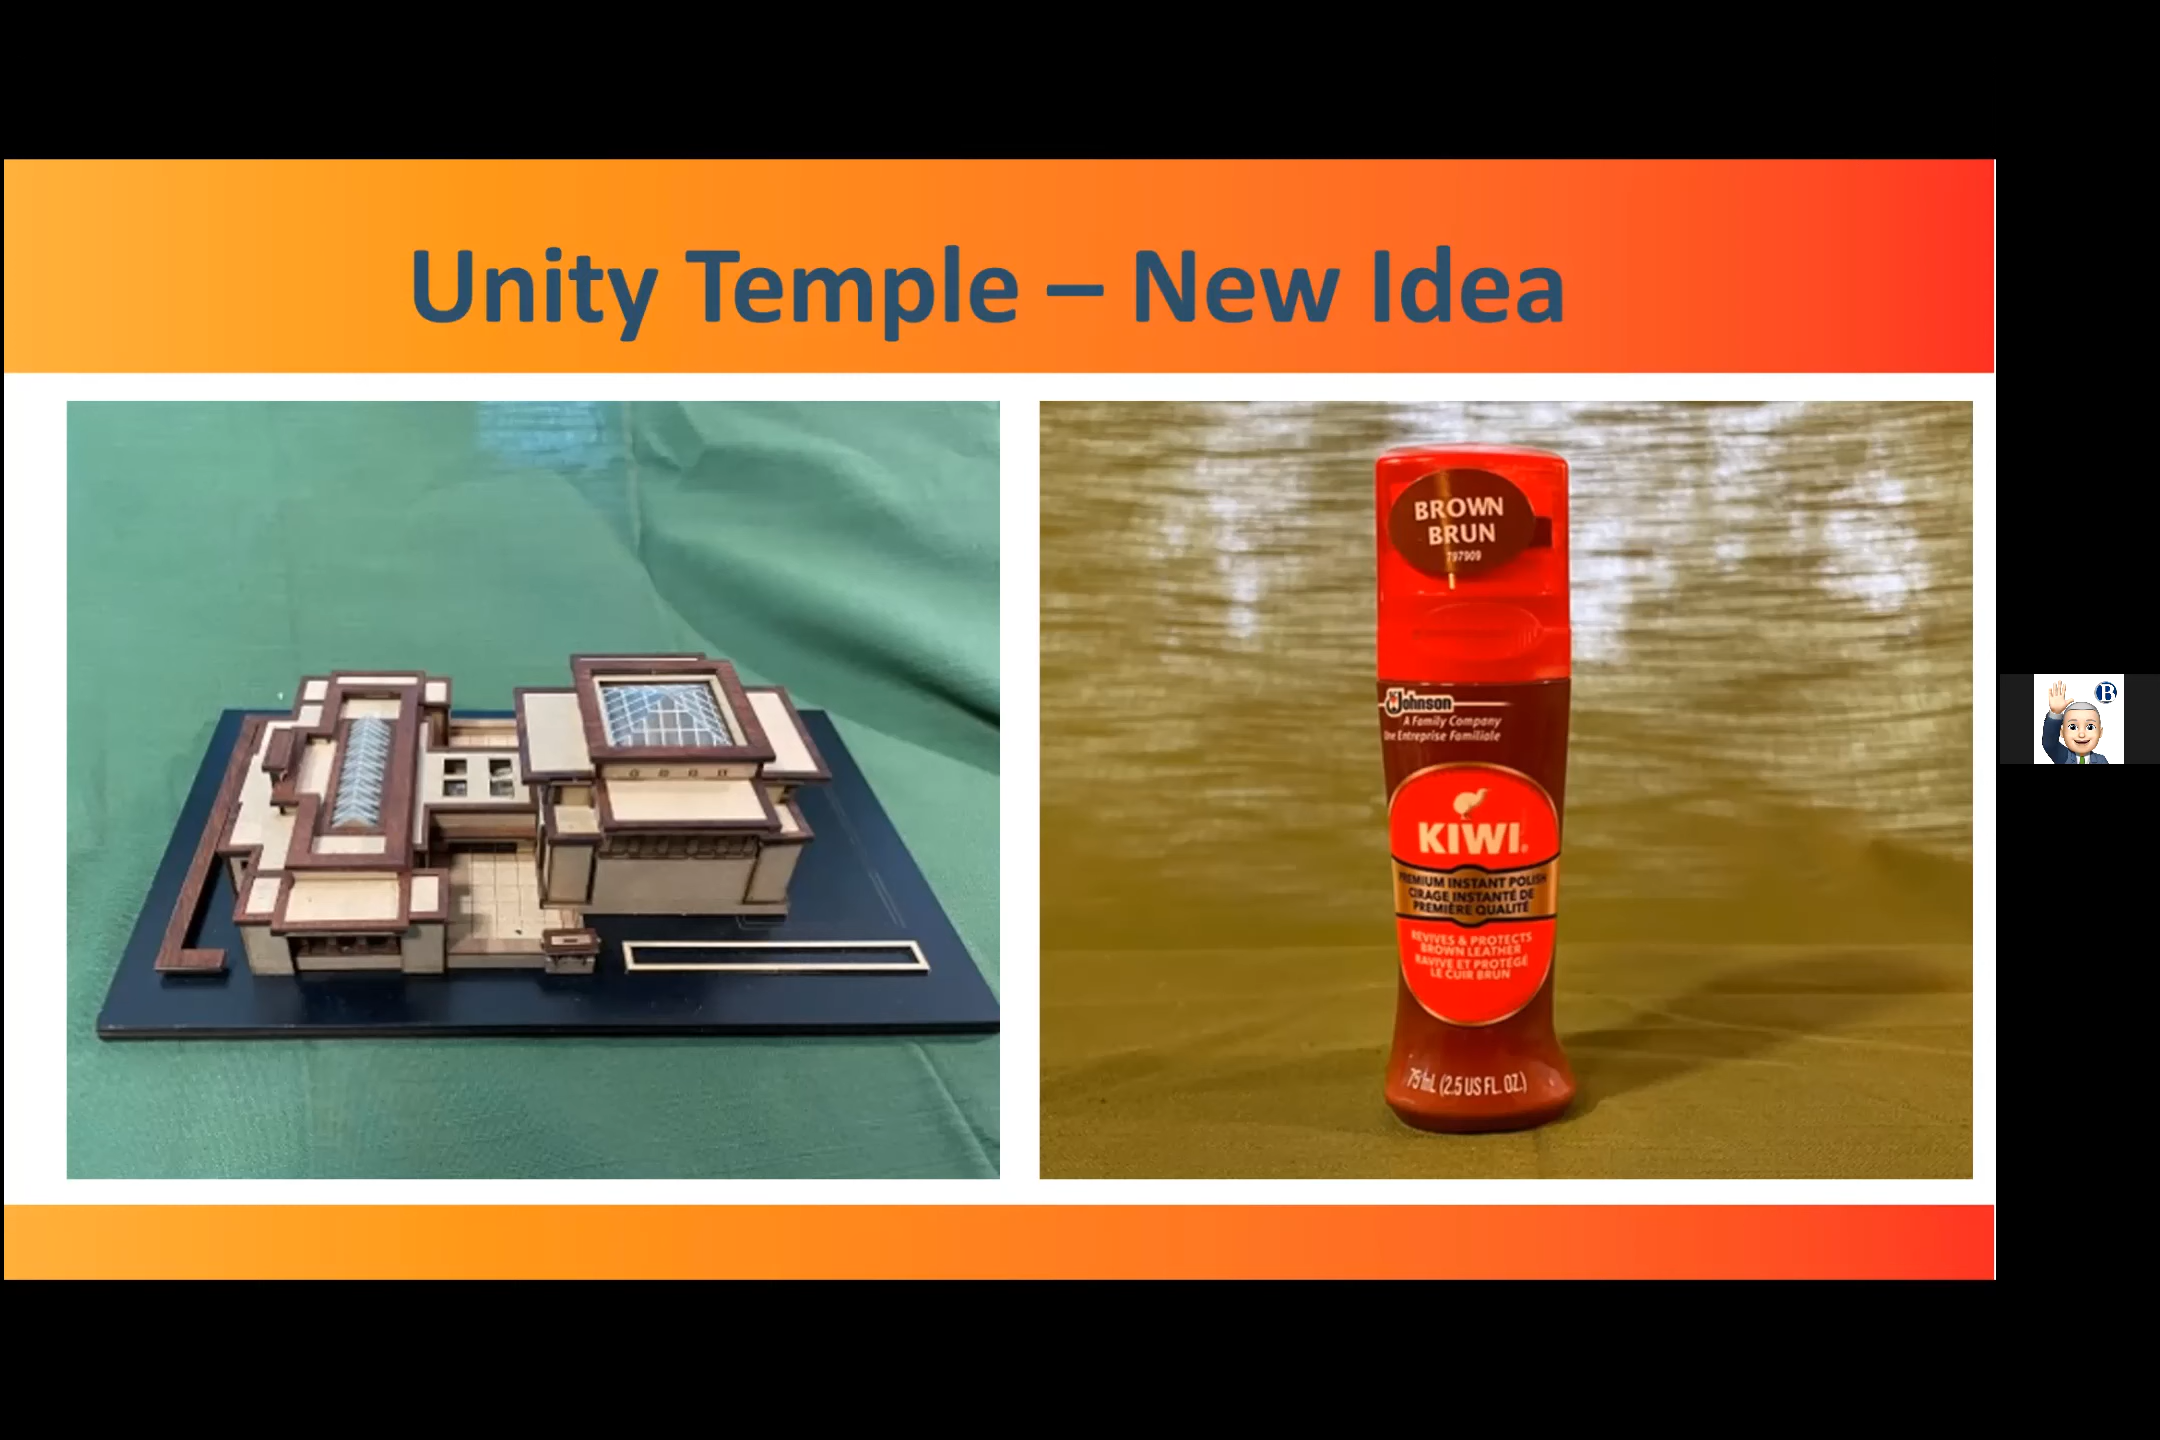 Unity Temple – New Idea
BROWN
BRUN
797909
Johnson
A Family Company
Une Entreprise Familiale
KIWI®
PREMIUM INSTANT POLISH
CIRAGE INSTANTÉ DE
PREMIÈRE QUALITÉ
REVIVES & PROTECTS
BROWN LEATHER
RAVIVE ET PROTÈGE
LE CUIR BRUN
75 mL (2.5 US FL. OZ.)
B